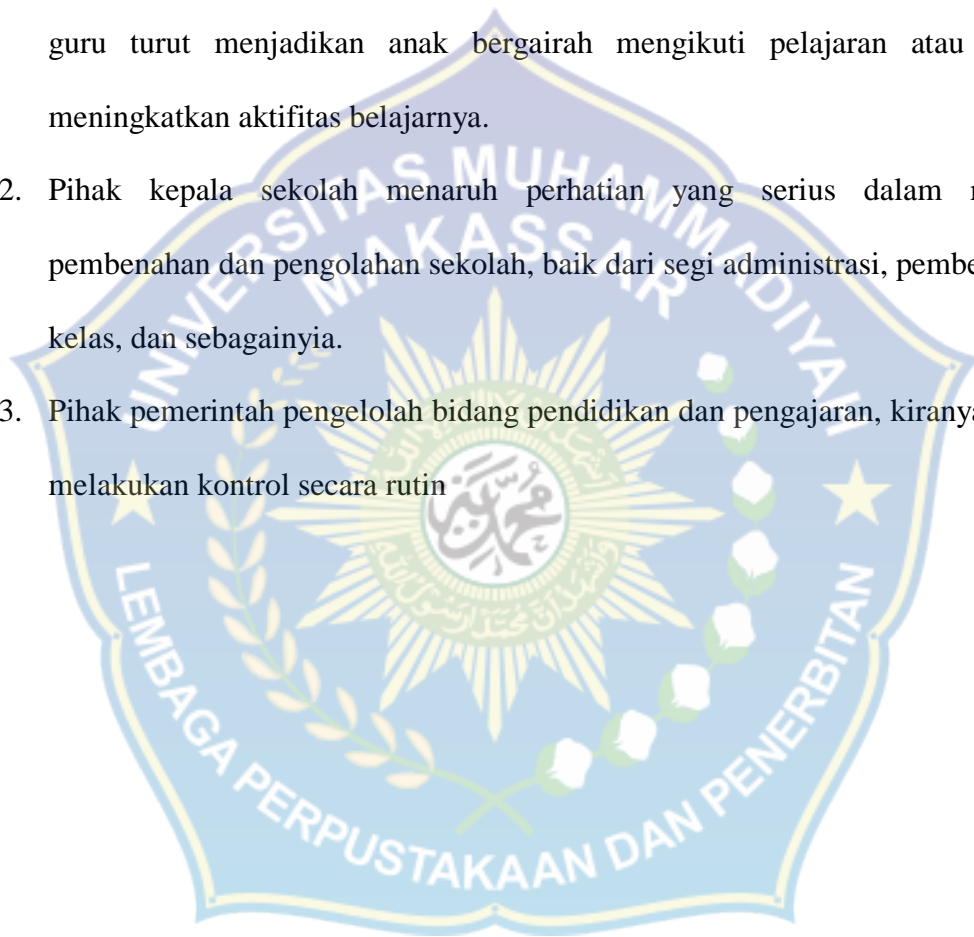 guru turut menjadikan anak bergairah mengikuti pelajaran atau
meningkatkan aktifitas belajarnya.
2. Pihak kepala sekolah menaruh perhatian yang serius dalam
pembenahan dan pengolahan sekolah, baik dari segi administrasi,
kelas, dan sebagainyia.
3. Pihak pemerintah pengelolah bidang pendidikan dan pengajaran,
melakukan kontrol secara rutin
UNIVERSITAS MUHAMMADIYAH
MAKASSAR
LEMBAGA PERPUSTAKAAN DAN PENERBITAN